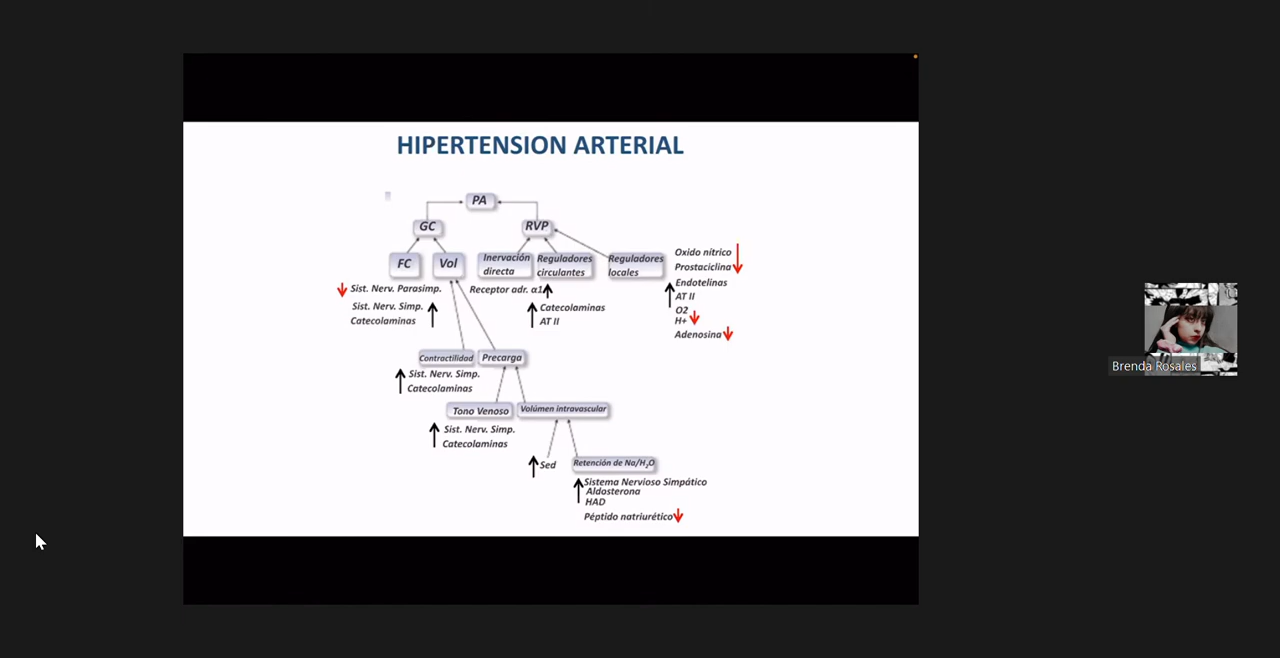 HIPERTENSION ARTERIAL
PA
GC
RVP
FC
Vol
Inervación
directa
Reguladores
circulantes
Reguladores
locales
Oxido nítrico
Prostaciclina
Endotelinas
AT II
O2
H+
Adenosina
Sist. Nerv. Parasimp.
Sist. Nerv. Simp.
Catecolaminas
Receptor adr. α1
Catecolaminas
AT II
Contractilidad
Precarga
Sist. Nerv. Simp.
Catecolaminas
Tono Venoso
Volúmen intravascular
Sist. Nerv. Simp.
Catecolaminas
Sed
Retención de Na/H₂O
Sistema Nervioso Simpático
Aldosterona
HAD
Péptido natriurético
Brenda Rosales